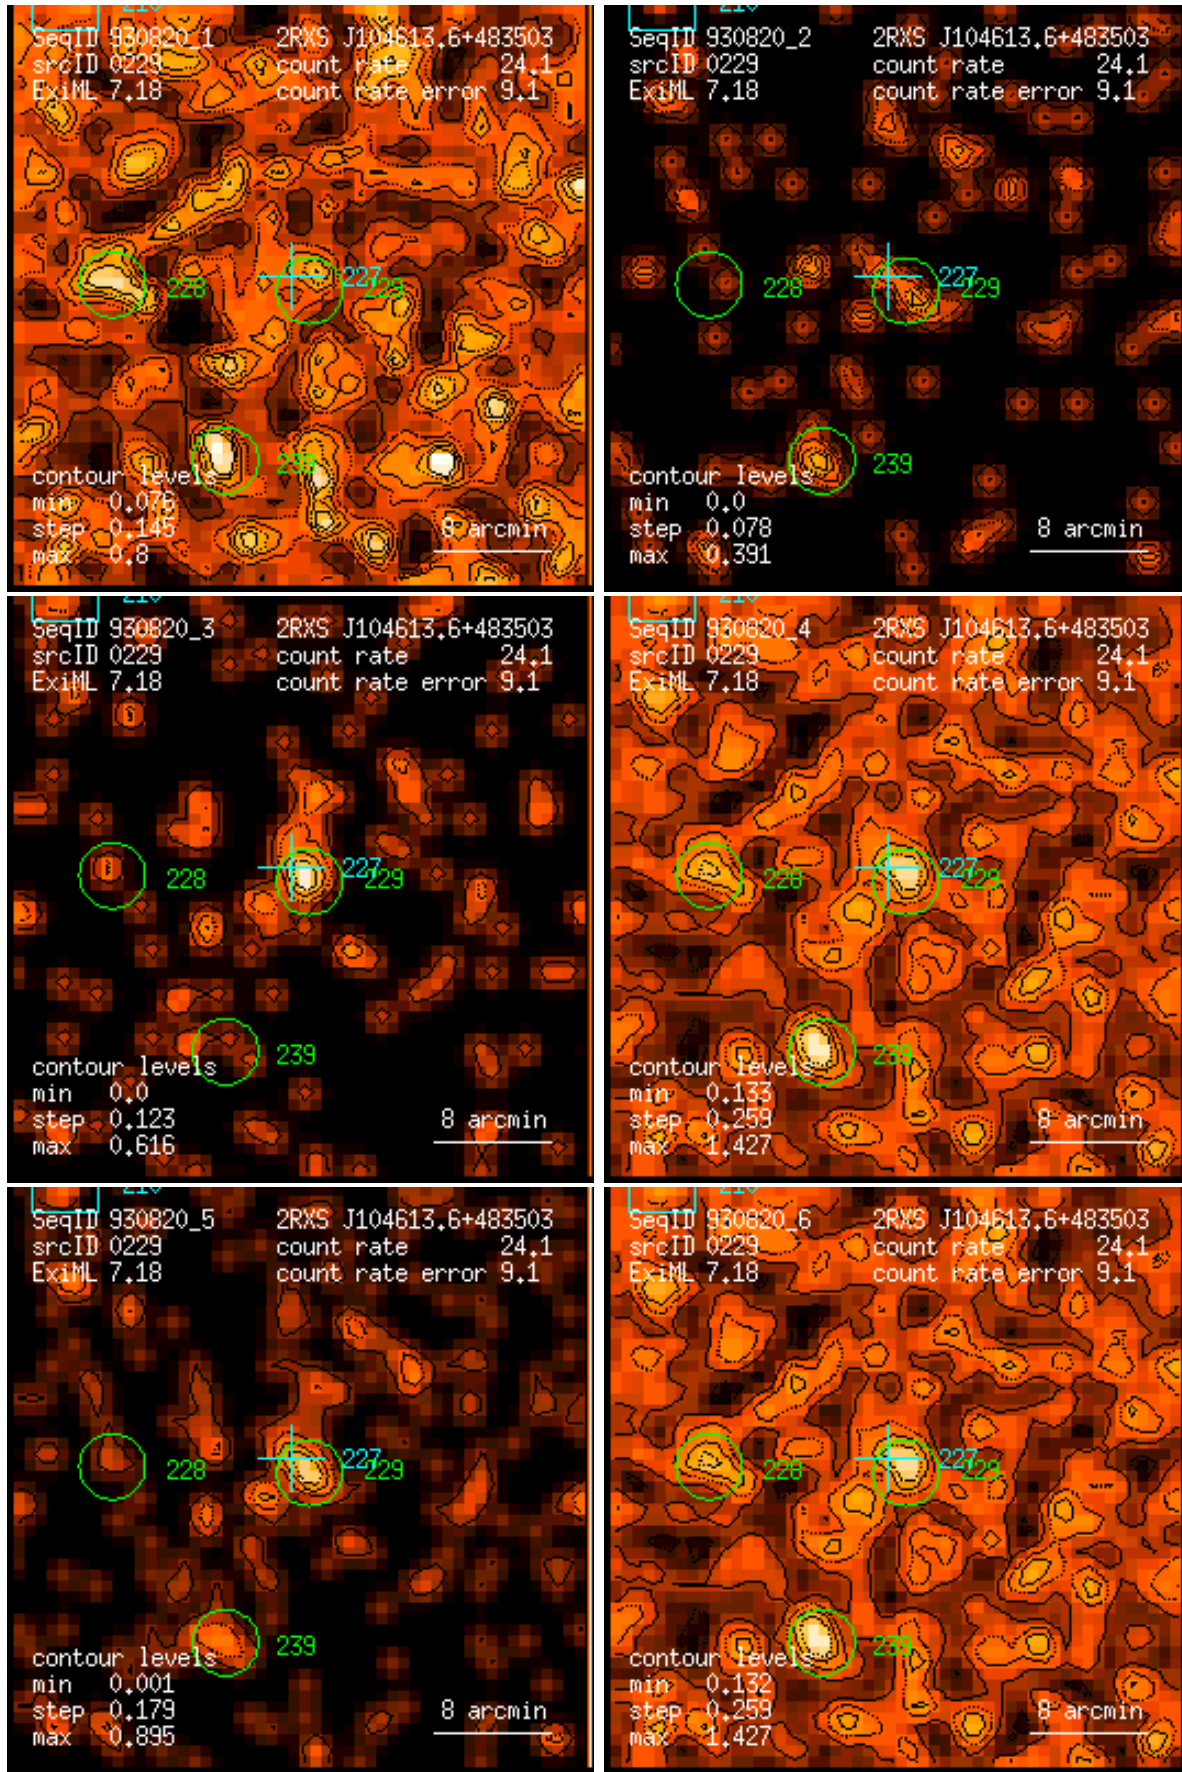 SeqID 930820_1 2RXS J104613.6+483503
srcID 0229 count rate 24.1
ExiML 7.18 count rate error 9.1
227
228 229
239
contour levels
min 0.076
step 0.145 8 arcmin
max 0.8
SeqID 930820_2 2RXS J104613.6+483503
srcID 0229 count rate 24.1
ExiML 7.18 count rate error 9.1
227
228 229
239
contour levels
min 0.0
step 0.078 8 arcmin
max 0.391
SeqID 930820_3 2RXS J104613.6+483503
srcID 0229 count rate 24.1
ExiML 7.18 count rate error 9.1
227
228 229
239
contour levels
min 0.0
step 0.123 8 arcmin
max 0.616
SeqID 930820_4 2RXS J104613.6+483503
srcID 0229 count rate 24.1
ExiML 7.18 count rate error 9.1
227
228 229
239
contour levels
min 0.133
step 0.259 8 arcmin
max 1.427
SeqID 930820_5 2RXS J104613.6+483503
srcID 0229 count rate 24.1
ExiML 7.18 count rate error 9.1
227
228 229
239
contour levels
min 0.001
step 0.179 8 arcmin
max 0.895
SeqID 930820_6 2RXS J104613.6+483503
srcID 0229 count rate 24.1
ExiML 7.18 count rate error 9.1
227
228 229
239
contour levels
min 0.132
step 0.259 8 arcmin
max 1.427